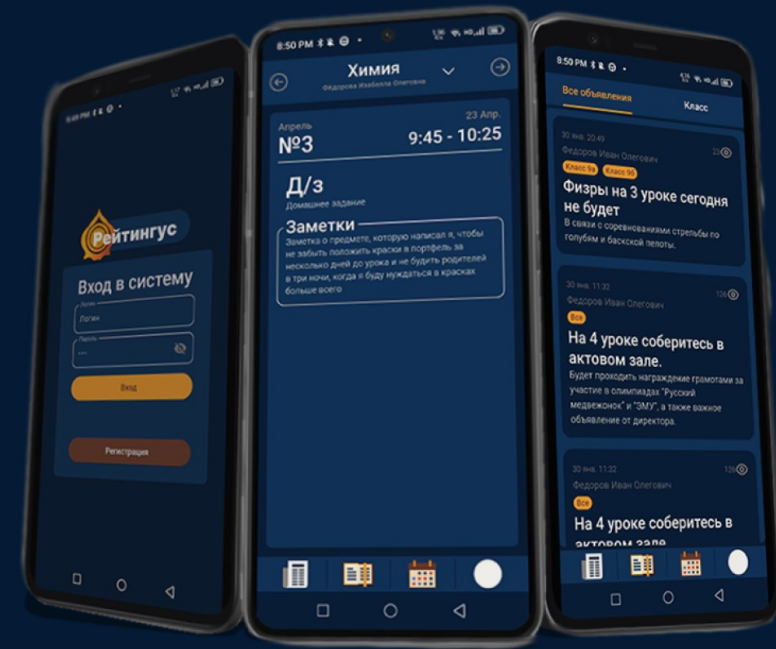 8:49 PM
Рейтингус
Вход в систему
Логин
Логин
Пароль
Вход
Регистрация
8:50 PM
Химия
Фёдорова Изабелла Олеговна
Апрель
23 Апр.
№3
9:45 - 10:25
Д/з
Домашнее задание
Заметки
Заметка о предмете, которую написал я, чтобы
не забыть положить краски в портфель за
несколько дней до урока и не будить родителей
в три ночи, когда я буду нуждаться в красках
больше всего
8:50 PM
Все объявления
Класс
30 янв. 20:49
Федоров Иван Олегович
23
Класс 9а
Класс 9б
Физры на 3 уроке сегодня
не будет
В связи с соревнованиями стрельбы по
голубям и баскской пелоты.
30 янв. 11:32
126
Федоров Иван Олегович
Все
На 4 уроке соберитесь в
актовом зале.
Будет проходить награждение грамотами за
участие в олимпиадах "Русский
медвежонок" и "ЭМУ", а также важное
объявление от директора.
30 янв. 11:32
126
Федоров Иван Олегович
Все
На 4 уроке соберитесь в
актовом зале